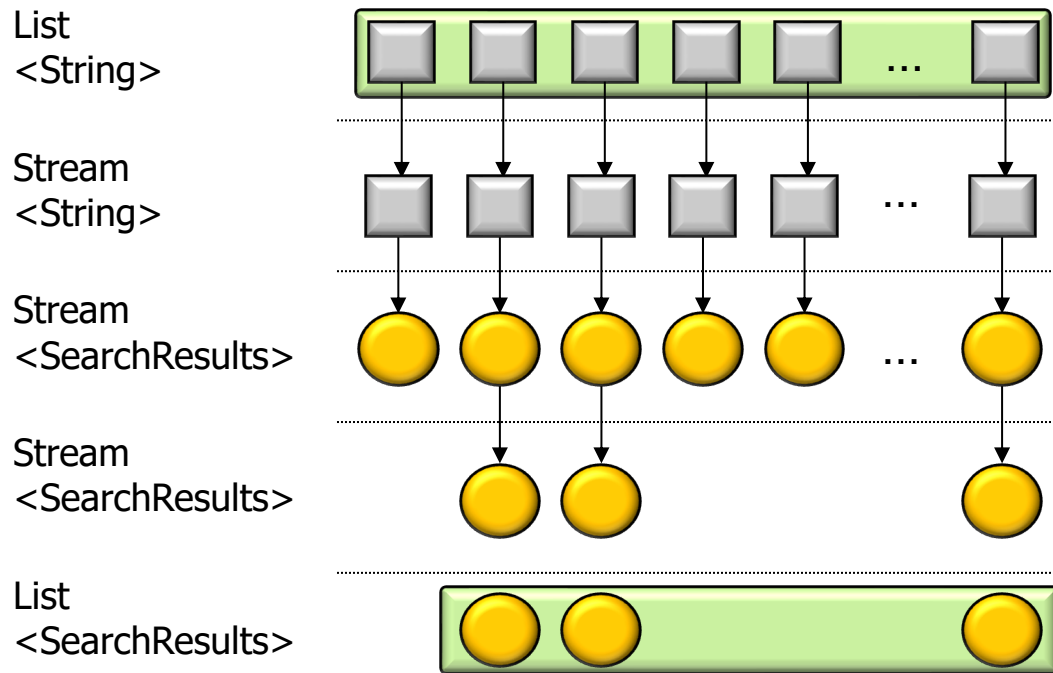 List
<String>
...
Stream
<String>
...
Stream
<SearchResults>
...
Stream
<SearchResults>
List
<SearchResults>